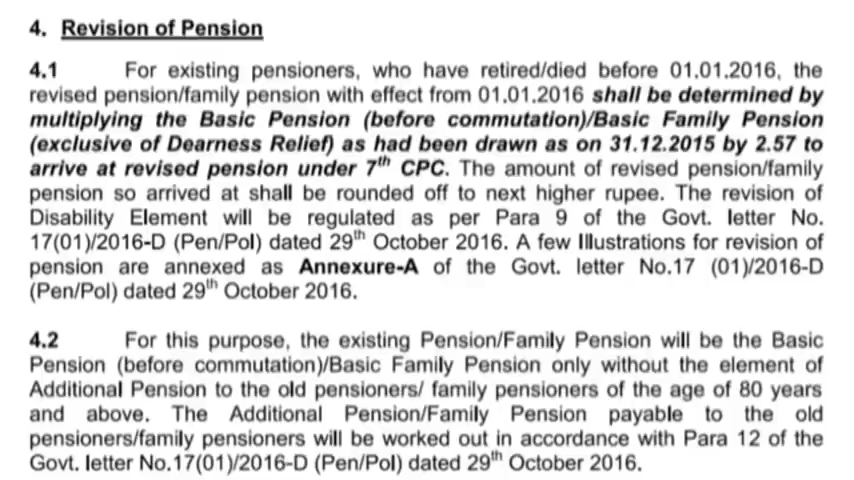 4. Revision of Pension
4.1 For existing pensioners, who have retired/died before 01.01.2016, the
revised pension/family pension with effect from 01.01.2016 shall be determined by
multiplying the Basic Pension (before commutation)/Basic Family Pension
(exclusive of Dearness Relief) as had been drawn as on 31.12.2015 by 2.57 to
arrive at revised pension under 7th CPC. The amount of revised pension/family
pension so arrived at shall be rounded off to next higher rupee. The revision of
Disability Element will be regulated as per Para 9 of the Govt. letter No.
17(01)/2016-D (Pen/Pol) dated 29th October 2016. A few Illustrations for revision of
pension are annexed as Annexure-A of the Govt. letter No.17 (01)/2016-D
(Pen/Pol) dated 29th October 2016.
4.2 For this purpose, the existing Pension/Family Pension will be the Basic
Pension (before commutation)/Basic Family Pension only without the element of
Additional Pension to the old pensioners/ family pensioners of the age of 80 years
and above. The Additional Pension/Family Pension payable to the old
pensioners/family pensioners will be worked out in accordance with Para 12 of the
Govt. letter No.17(01)/2016-D (Pen/Pol) dated 29th October 2016.